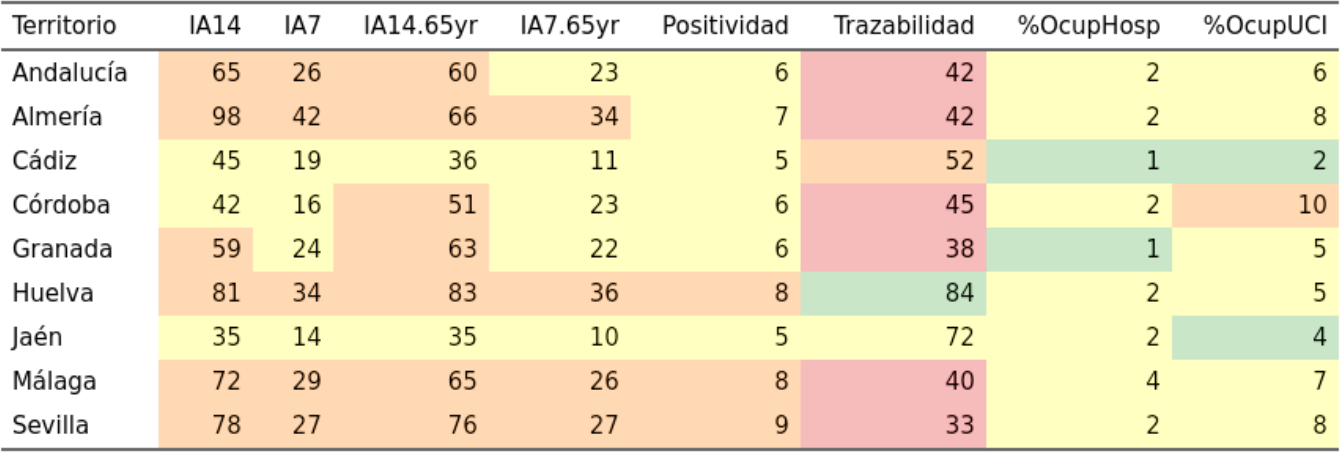 Territorio IA14 IA7 IA14.65yr IA7.65yr Positividad Trazabilidad %OcupHosp %OcupUCI
Andalucía 65 26 60 23 6 42 2 6
Almería 98 42 66 34 7 42 2 8
Cádiz 45 19 36 11 5 52 1 2
Córdoba 42 16 51 23 6 45 2 10
Granada 59 24 63 22 6 38 1 5
Huelva 81 34 83 36 8 84 2 5
Jaén 35 14 35 10 5 72 2 4
Málaga 72 29 65 26 8 40 4 7
Sevilla 78 27 76 27 9 33 2 8